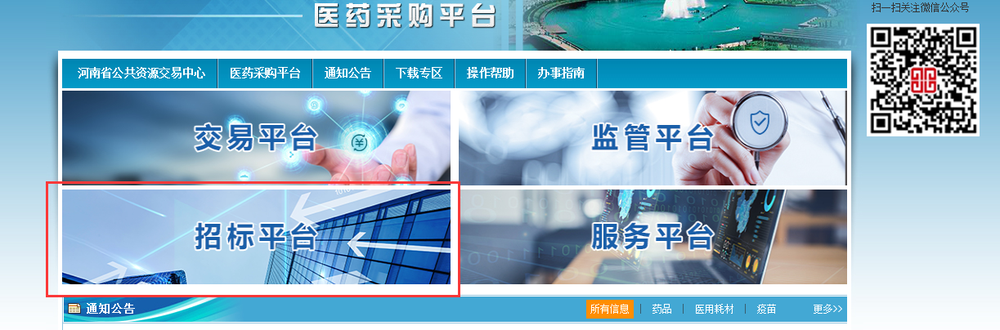 医药采购平台
扫一扫关注微信公众号
河南省公共资源交易中心 医药采购平台 通知公告 下载专区 操作帮助 办事指南
交易平台 监管平台
招标平台 服务平台
通知公告 所有信息 药品 医用耗材 疫苗 更多>>